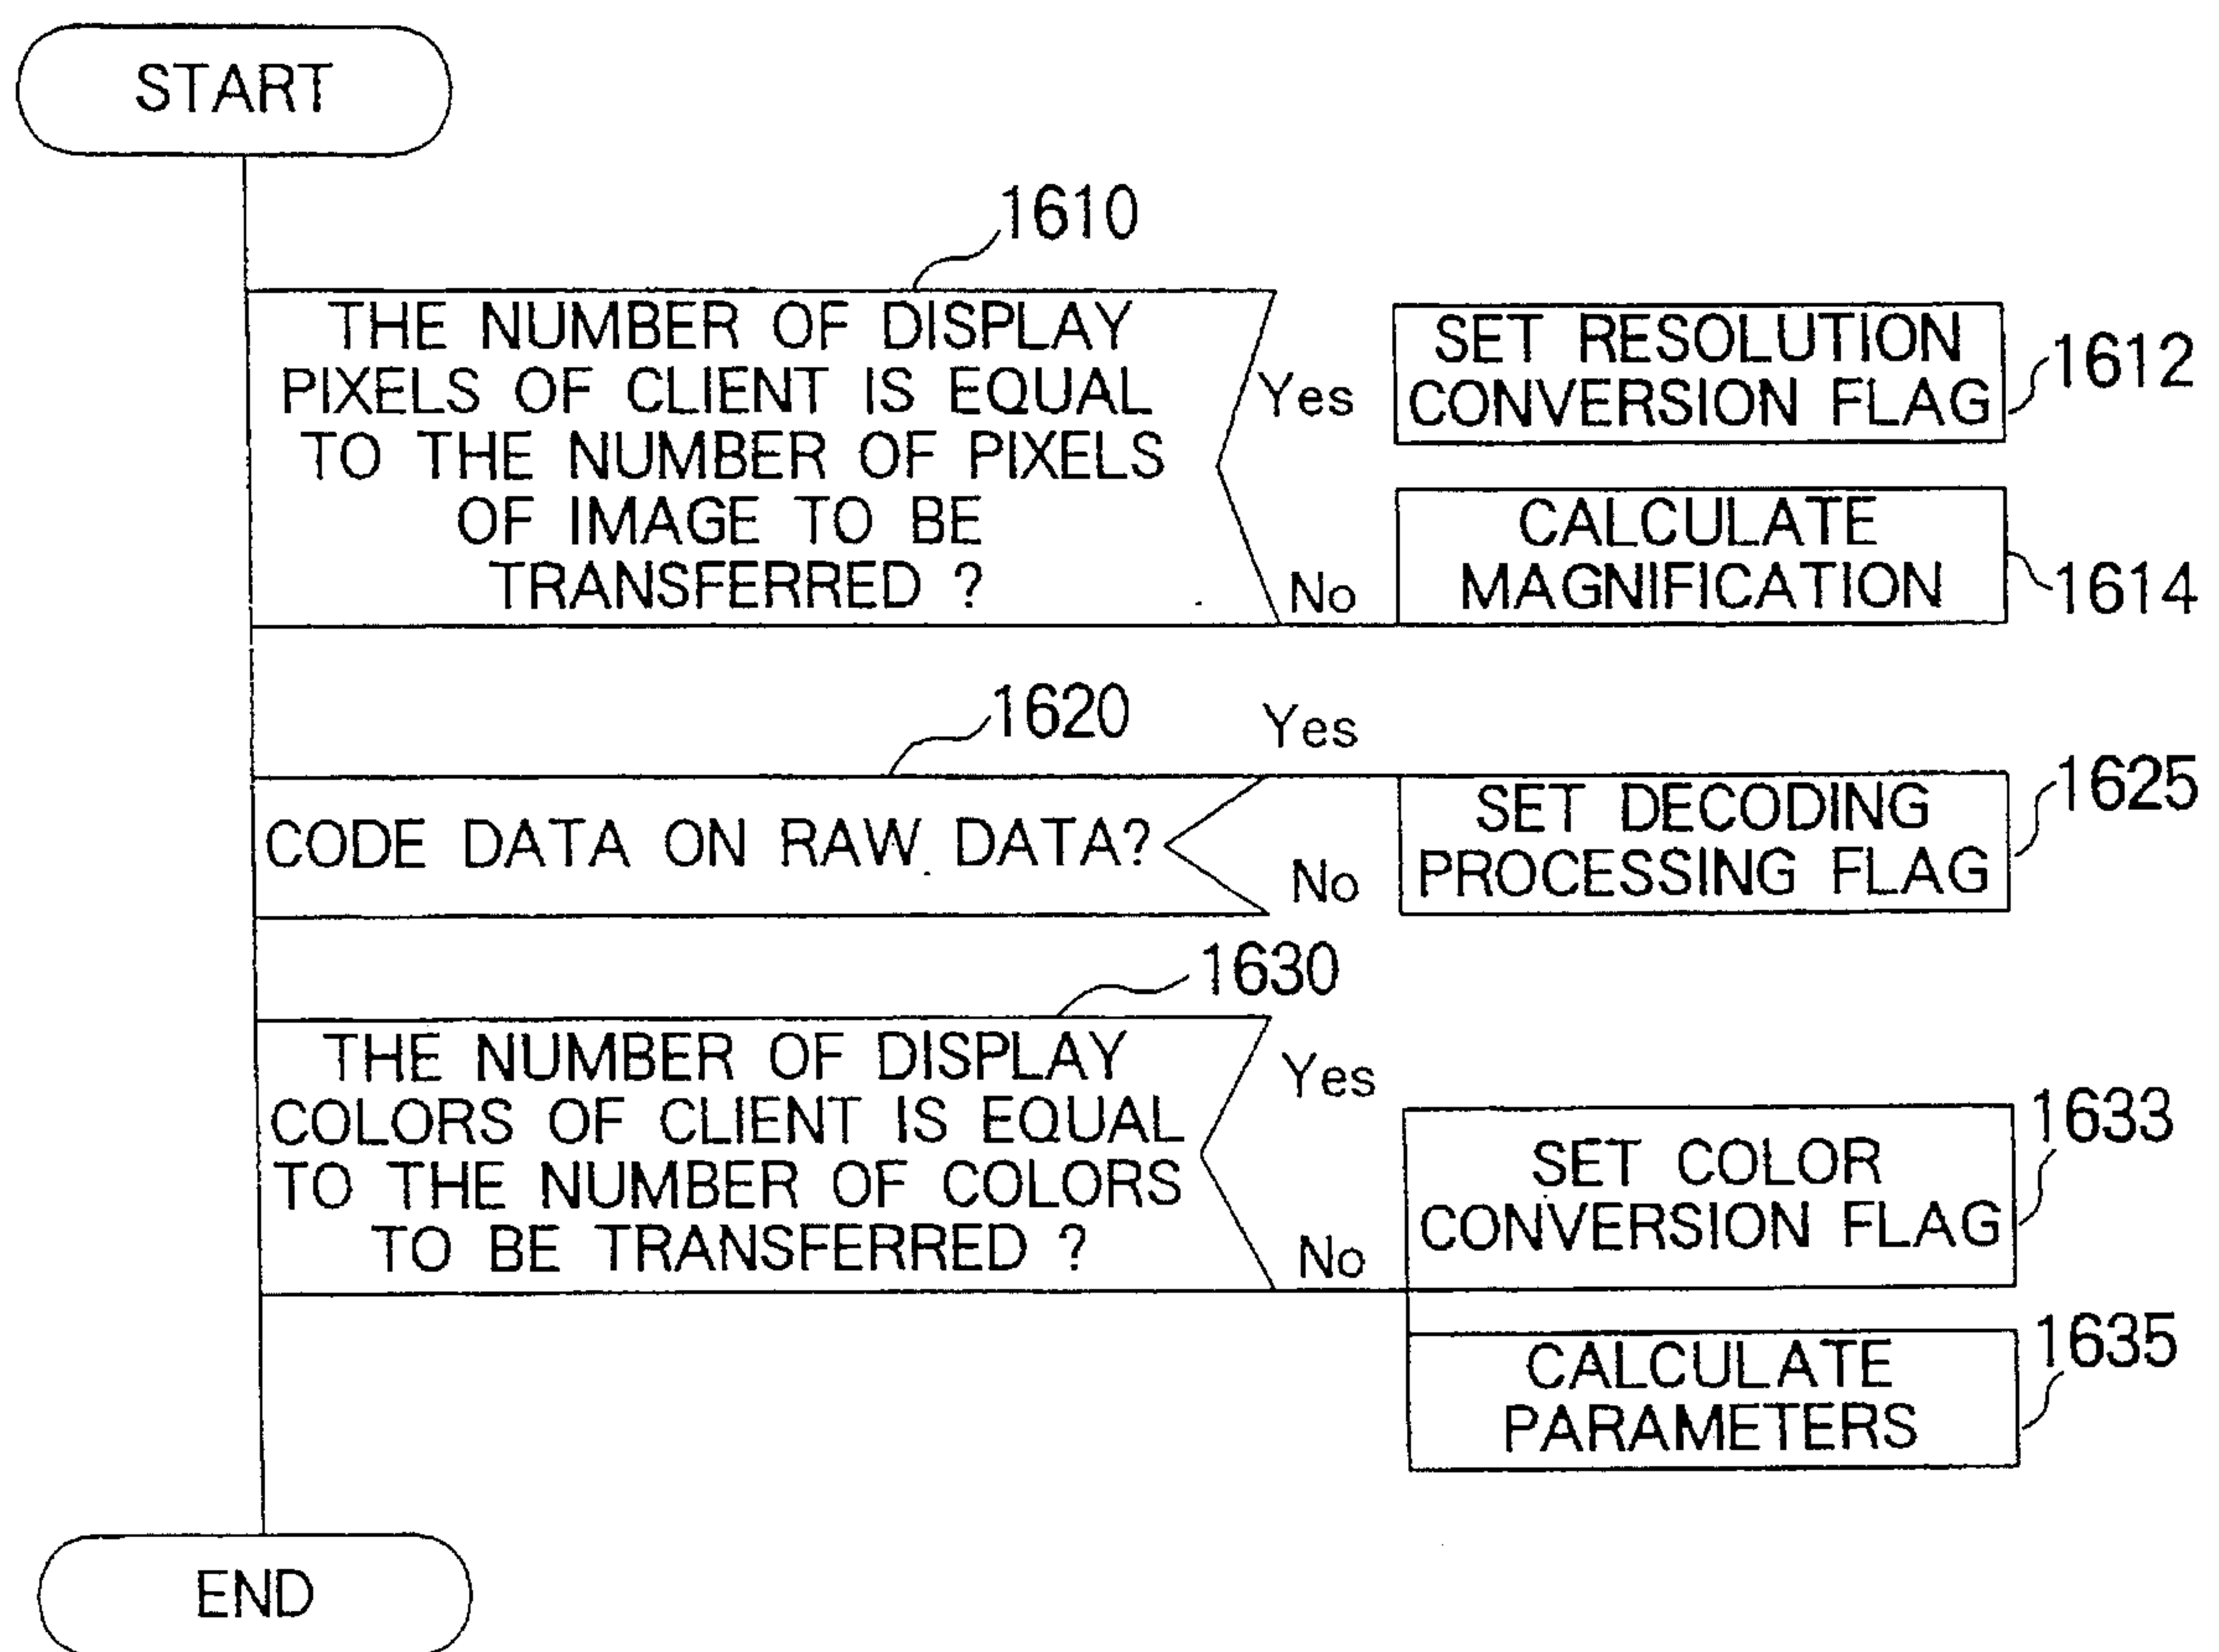 START
1610
THE NUMBER OF DISPLAY
PIXELS OF CLIENT IS EQUAL
TO THE NUMBER OF PIXELS
OF IMAGE TO BE
TRANSFERRED ?
Yes
No
SET RESOLUTION
CONVERSION FLAG
1612
CALCULATE
MAGNIFICATION
1614
1620
CODE DATA ON RAW DATA?
Yes
No
SET DECODING
PROCESSING FLAG
1625
1630
THE NUMBER OF DISPLAY
COLORS OF CLIENT IS EQUAL
TO THE NUMBER OF COLORS
TO BE TRANSFERRED ?
Yes
No
SET COLOR
CONVERSION FLAG
1633
CALCULATE
PARAMETERS
1635
END